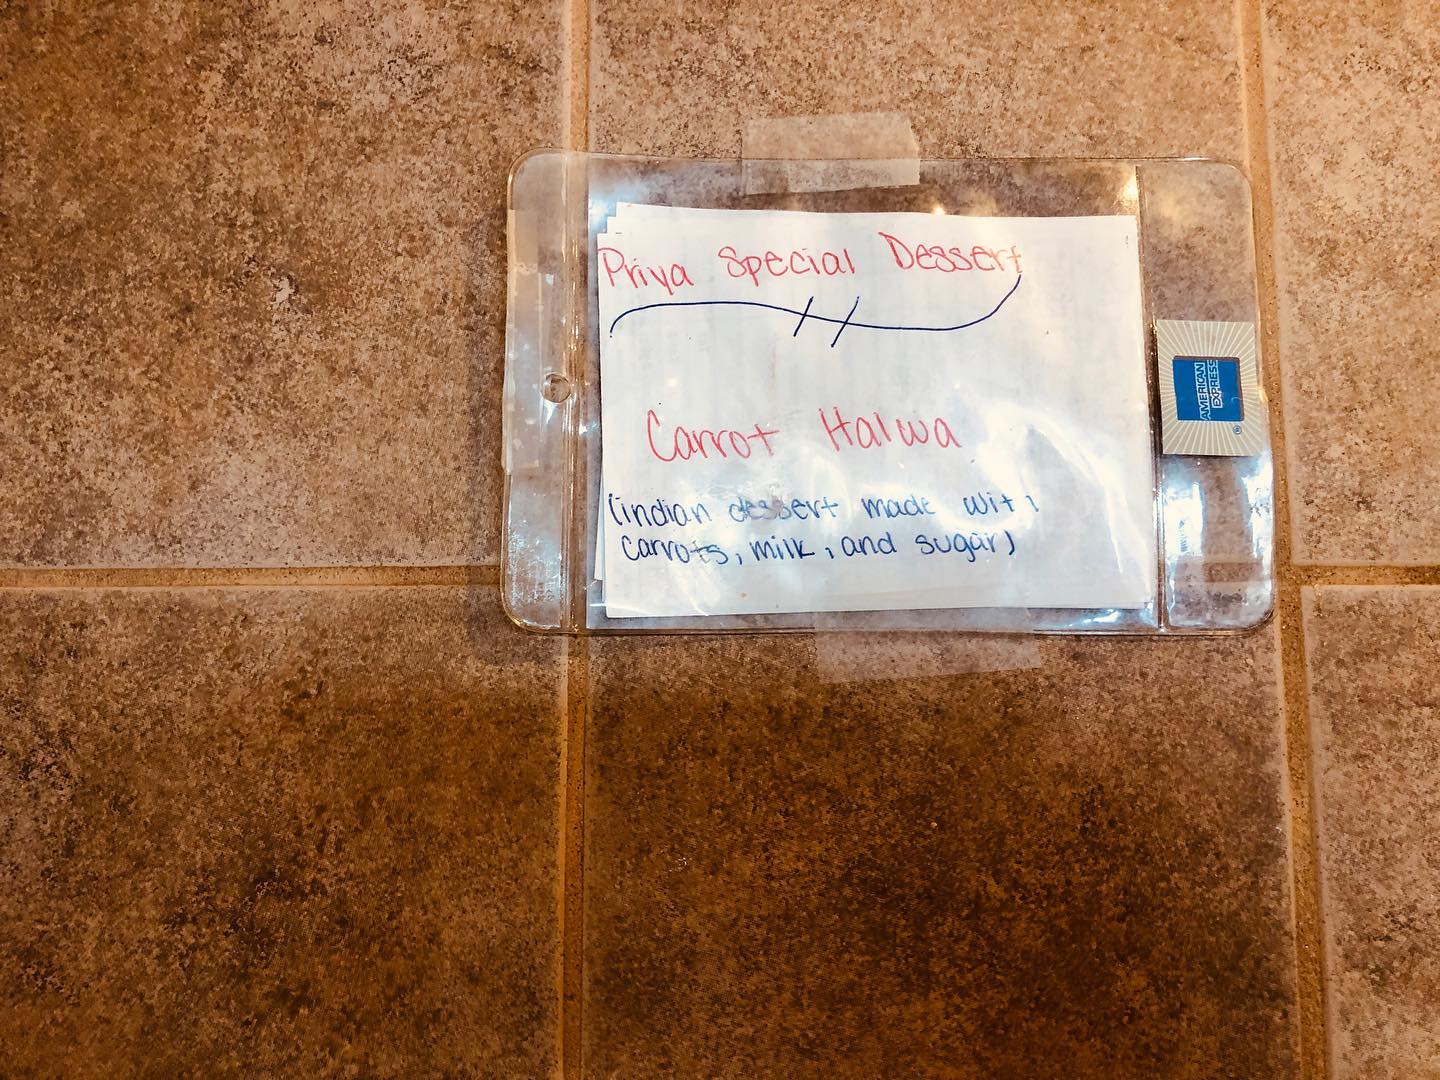 Priya Special Dessert
Carrot Halwa
(indian dessert made with
carrots, milk, and sugar)
AMERICAN
EXPRESS
®